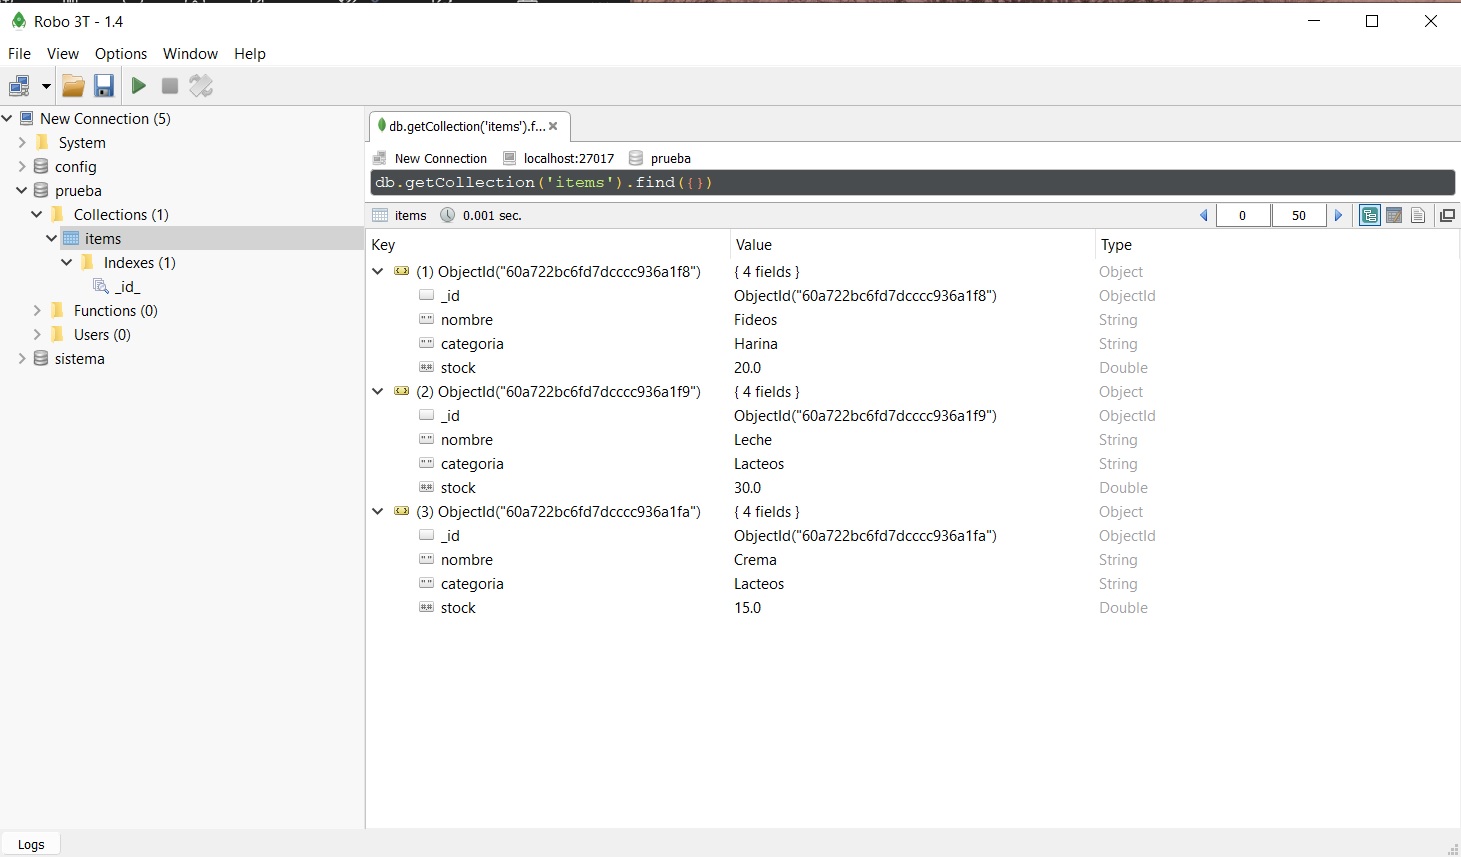 Robo 3T - 1.4
File View Options Window Help
New Connection (5)
System
config
prueba
Collections (1)
items
Indexes (1)
_id_
Functions (0)
Users (0)
sistema
db.getCollection('items').f...
New Connection localhost:27017 prueba
db.getCollection('items').find({})
items 0.001 sec. 0 50
Key Value Type
(1) ObjectId("60a722bc6fd7dcccc936a1f8") { 4 fields } Object
_id ObjectId("60a722bc6fd7dcccc936a1f8") ObjectId
nombre Fideos String
categoria Harina String
stock 20.0 Double
(2) ObjectId("60a722bc6fd7dcccc936a1f9") { 4 fields } Object
_id ObjectId("60a722bc6fd7dcccc936a1f9") ObjectId
nombre Leche String
categoria Lacteos String
stock 30.0 Double
(3) ObjectId("60a722bc6fd7dcccc936a1fa") { 4 fields } Object
_id ObjectId("60a722bc6fd7dcccc936a1fa") ObjectId
nombre Crema String
categoria Lacteos String
stock 15.0 Double
Logs